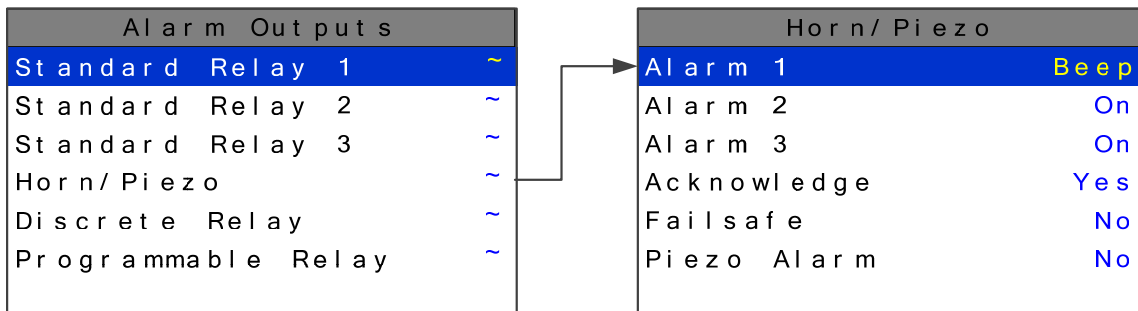 Alarm Outputs
Standard Relay 1 ~
Standard Relay 2 ~
Standard Relay 3 ~
Horn/Piezo ~
Discrete Relay ~
Programmable Relay ~
Horn/Piezo
Alarm 1 Beep
Alarm 2 On
Alarm 3 On
Acknowledge Yes
Failsafe No
Piezo Alarm No